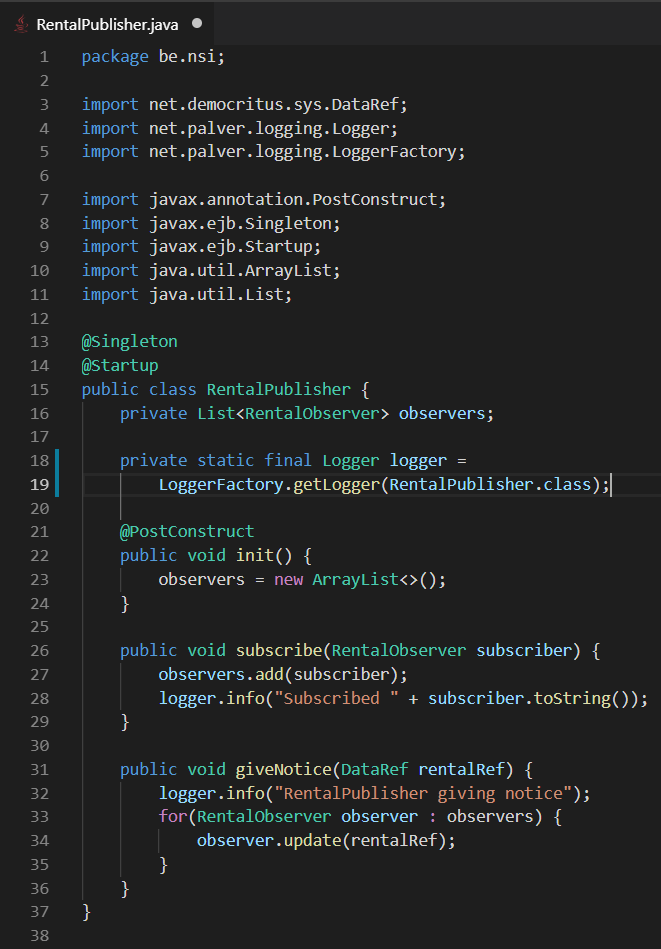 RentalPublisher.java
1 package be.nsi;
2
3 import net.democritus.sys.DataRef;
4 import net.palver.logging.Logger;
5 import net.palver.logging.LoggerFactory;
6
7 import javax.annotation.PostConstruct;
8 import javax.ejb.Singleton;
9 import javax.ejb.Startup;
10 import java.util.ArrayList;
11 import java.util.List;
12
13 @Singleton
14 @Startup
15 public class RentalPublisher {
16     private List<RentalObserver> observers;
17
18     private static final Logger logger =
19         LoggerFactory.getLogger(RentalPublisher.class);
20
21     @PostConstruct
22     public void init() {
23         observers = new ArrayList<>();
24     }
25
26     public void subscribe(RentalObserver subscriber) {
27         observers.add(subscriber);
28         logger.info("Subscribed " + subscriber.toString());
29     }
30
31     public void giveNotice(DataRef rentalRef) {
32         logger.info("RentalPublisher giving notice");
33         for(RentalObserver observer : observers) {
34             observer.update(rentalRef);
35         }
36     }
37 }
38